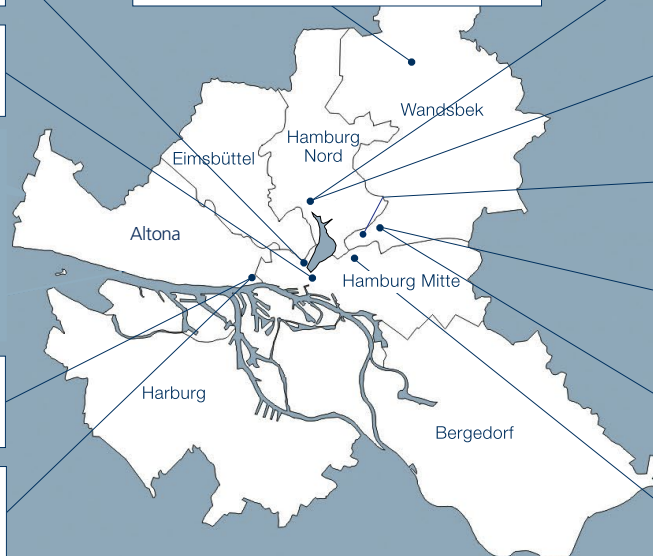 Wandsbek
Hamburg
Nord
Eimsbüttel
Altona
Hamburg Mitte
Harburg
Bergedorf